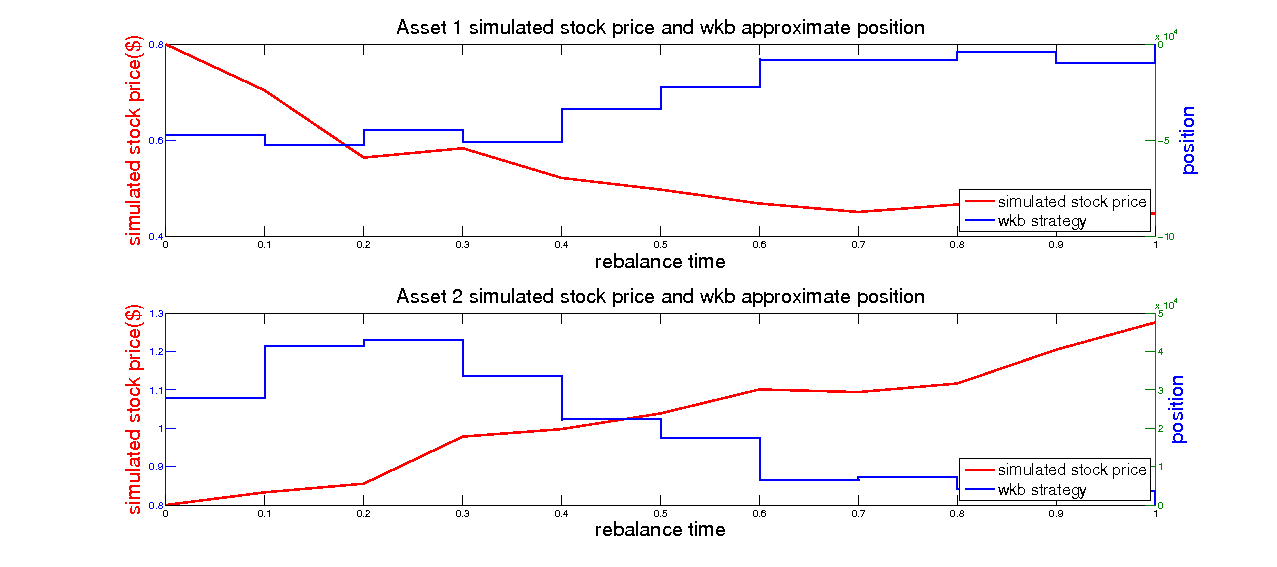 Asset 1 simulated stock price and wkb approximate position
simulated stock price($)
0.8
0.6
0.4
x 10^4
0
-5
-10
position
simulated stock price
wkb strategy
0 0.1 0.2 0.3 0.4 0.5 0.6 0.7 0.8 0.9 1
rebalance time
Asset 2 simulated stock price and wkb approximate position
simulated stock price($)
1.3
1.2
1.1
1
0.9
0.8
x 10^4
5
4
3
2
1
0
position
simulated stock price
wkb strategy
0 0.1 0.2 0.3 0.4 0.5 0.6 0.7 0.8 0.9 1
rebalance time